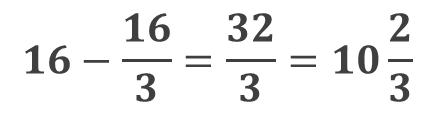 16 − 16/3 = 32/3 = 10 2/3